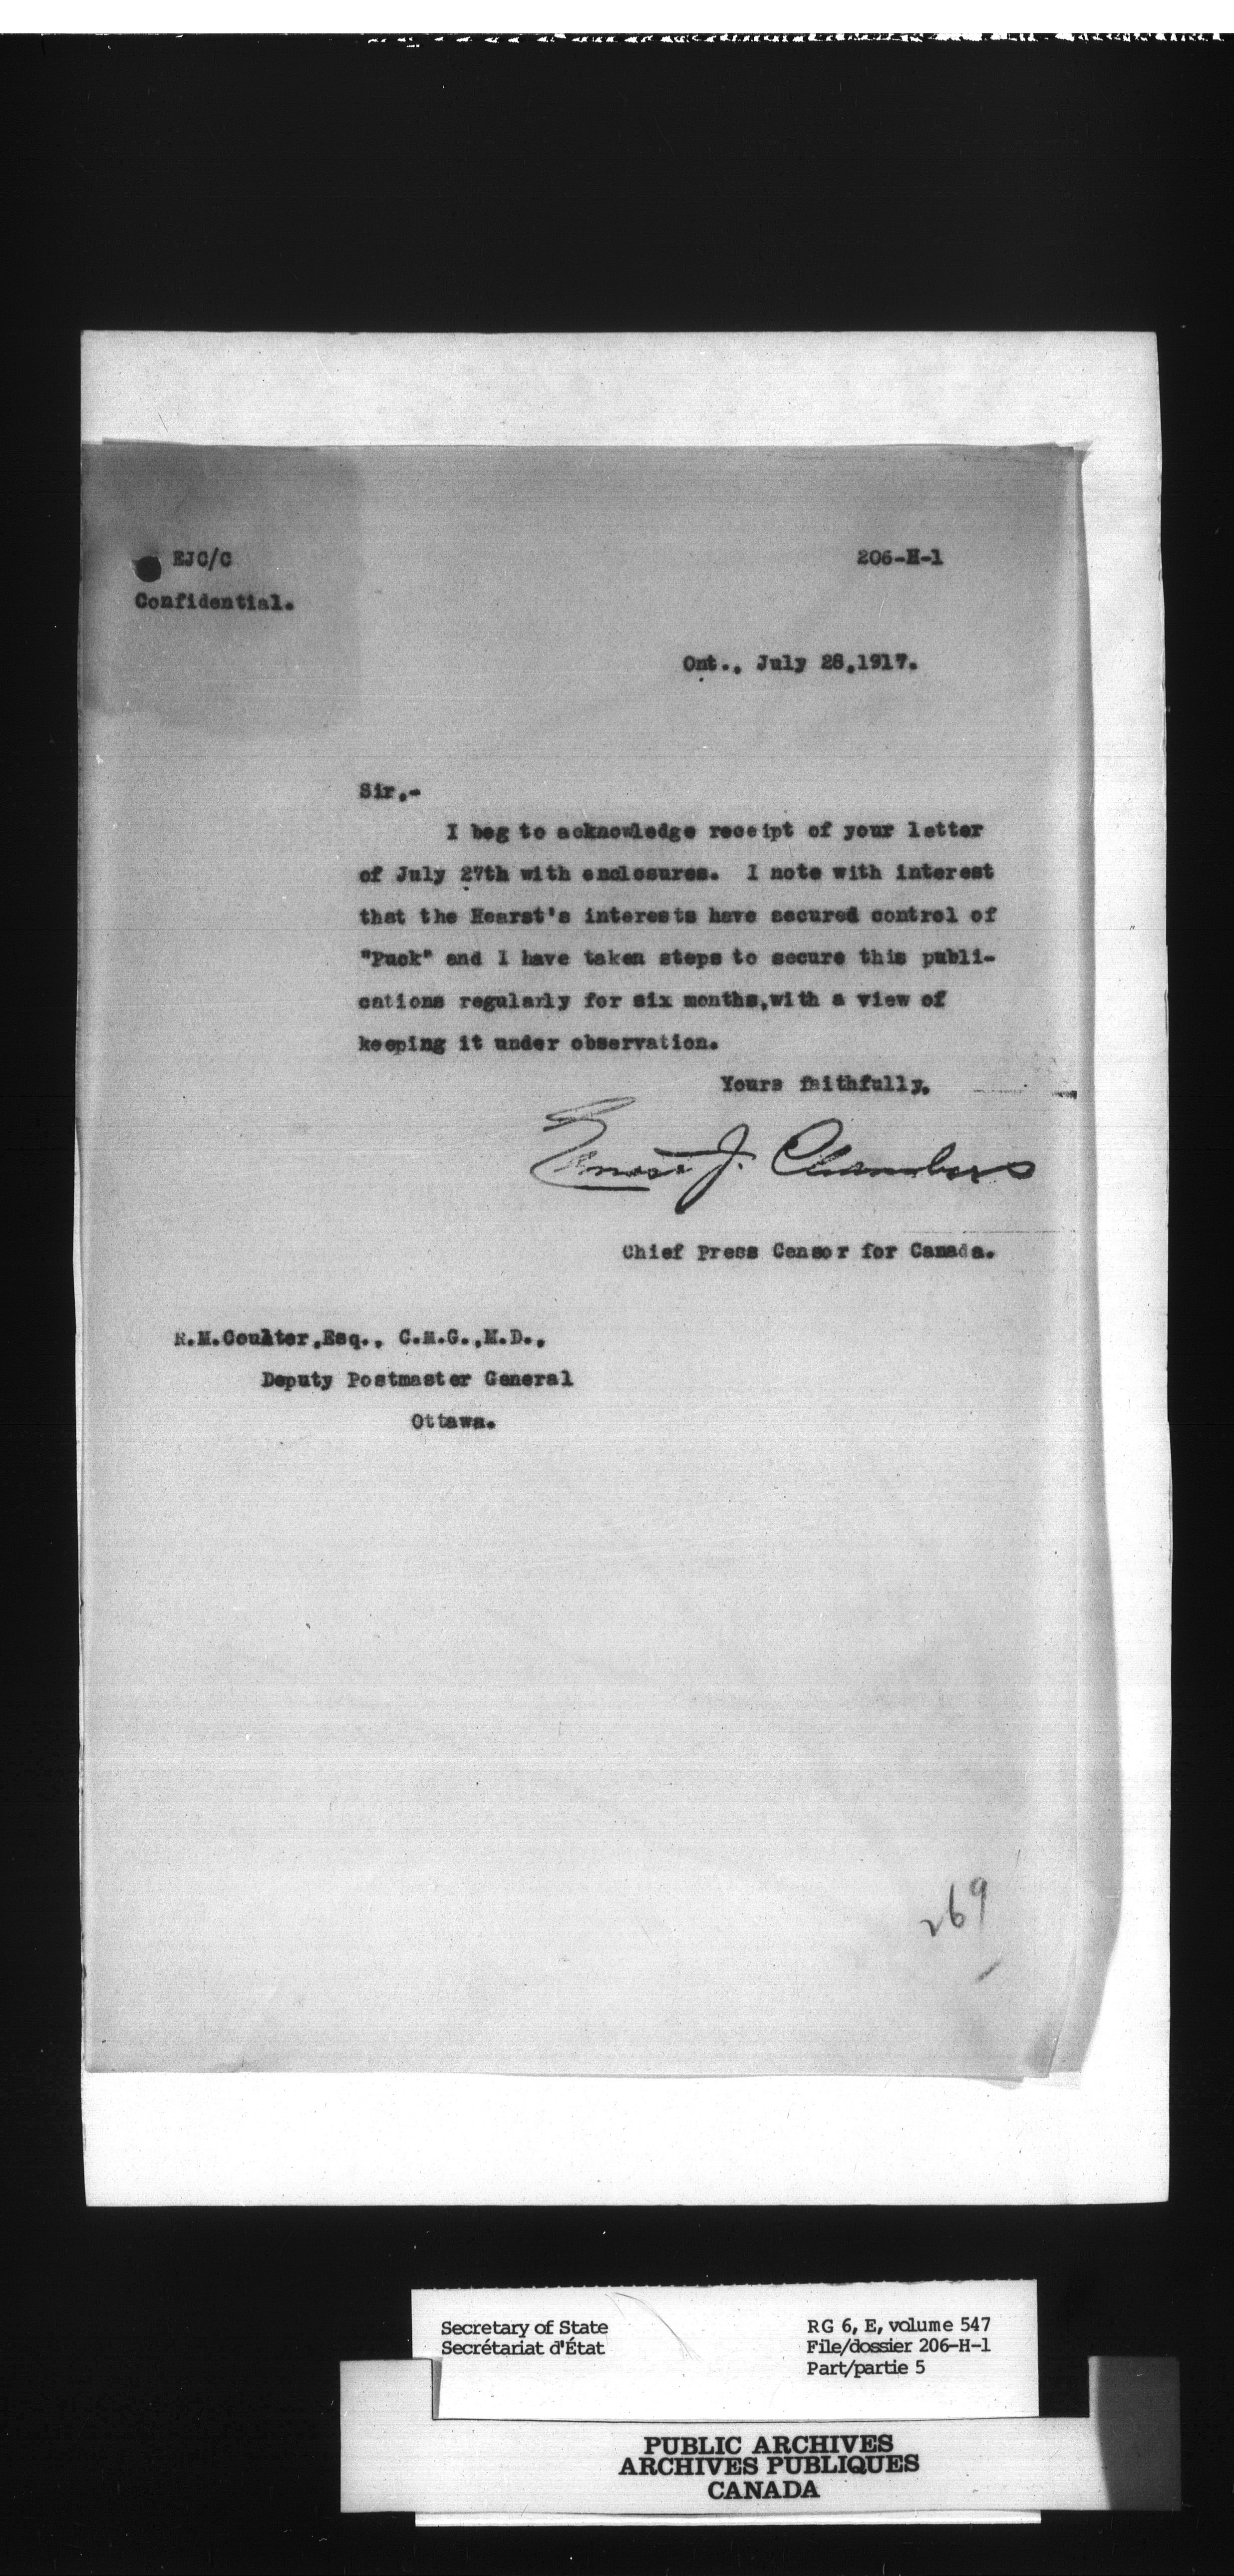 EJC/C 206-H-1
Confidential.
Ont., July 28,1917.
Sir,-
I beg to acknowledge receipt of your letter
of July 27th with enclosures. I note with interest
that the Hearst's interests have secured control of
"Puck" and I have taken steps to secure this publi-
cations regularly for six months,with a view of
keeping it under observation.
Yours faithfully,
Ernest J. Chambers
Chief Press Censor for Canada.
R.M.Coulter,Esq., C.M.G.,M.D.,
Deputy Postmaster General
Ottawa.
269
Secretary of State RG 6, E, volume 547
Secrétariat d'État File/dossier 206-H-1
Part/partie 5
PUBLIC ARCHIVES
ARCHIVES PUBLIQUES
CANADA